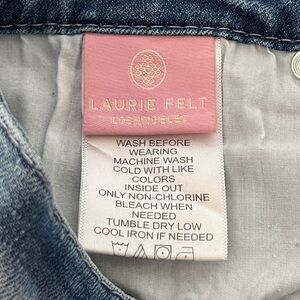 LAURIE FELT
LOS ANGELES
WASH BEFORE
WEARING
MACHINE WASH
COLD WITH LIKE
COLORS
INSIDE OUT
ONLY NON-CHLORINE
BLEACH WHEN
NEEDED
TUMBLE DRY LOW
COOL IRON IF NEEDED